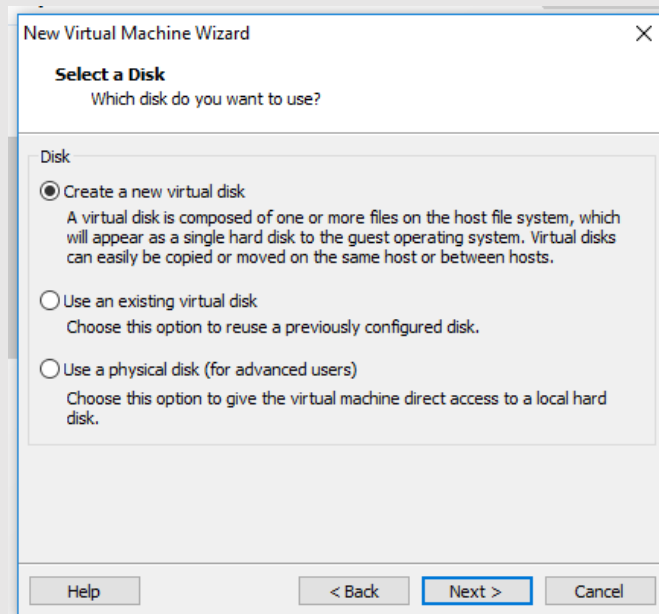 New Virtual Machine Wizard
Select a Disk
Which disk do you want to use?
Disk
Create a new virtual disk
A virtual disk is composed of one or more files on the host file system, which
will appear as a single hard disk to the guest operating system. Virtual disks
can easily be copied or moved on the same host or between hosts.
Use an existing virtual disk
Choose this option to reuse a previously configured disk.
Use a physical disk (for advanced users)
Choose this option to give the virtual machine direct access to a local hard
disk.
Help
< Back
Next >
Cancel